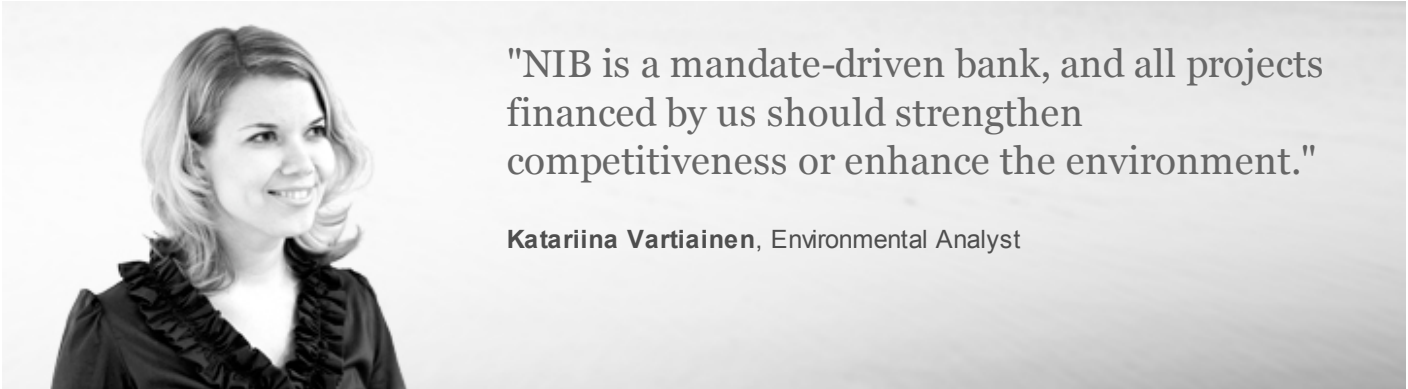 "NIB is a mandate-driven bank, and all projects
financed by us should strengthen
competitiveness or enhance the environment."
Katariina Vartiainen, Environmental Analyst